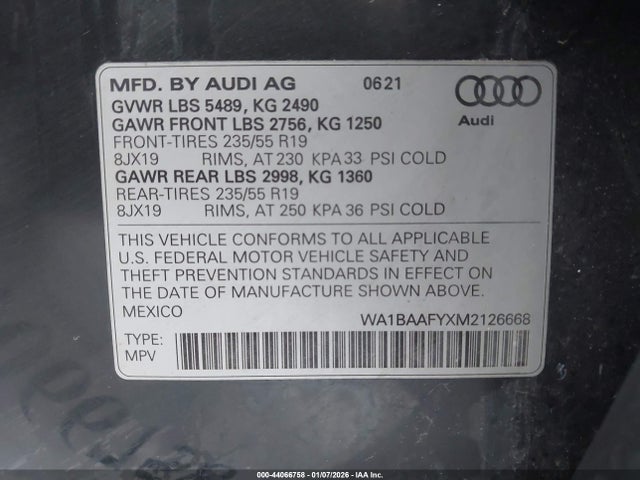 MFD. BY AUDI AG 06 21
GVWR LBS 5489, KG 2490
GAWR FRONT LBS 2756, KG 1250
FRONT-TIRES 235/55 R19
8JX19 RIMS, AT 230 KPA 33 PSI COLD
GAWR REAR LBS 2998, KG 1360
REAR-TIRES 235/55 R19
8JX19 RIMS, AT 250 KPA 36 PSI COLD
Audi
THIS VEHICLE CONFORMS TO ALL APPLICABLE
U.S. FEDERAL MOTOR VEHICLE SAFETY AND
THEFT PREVENTION STANDARDS IN EFFECT ON
THE DATE OF MANUFACTURE SHOWN ABOVE.
MEXICO WA1BAAFYXM2126668
TYPE:
MPV
000-44066758 - 01/07/2026 - IAA INC.